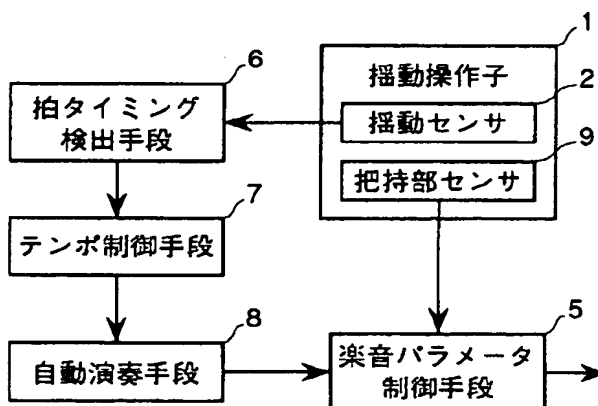 1
揺動操作子
2
揺動センサ
9
把持部センサ
6
拍タイミング
検出手段
7
テンポ制御手段
8
自動演奏手段
5
楽音パラメータ
制御手段